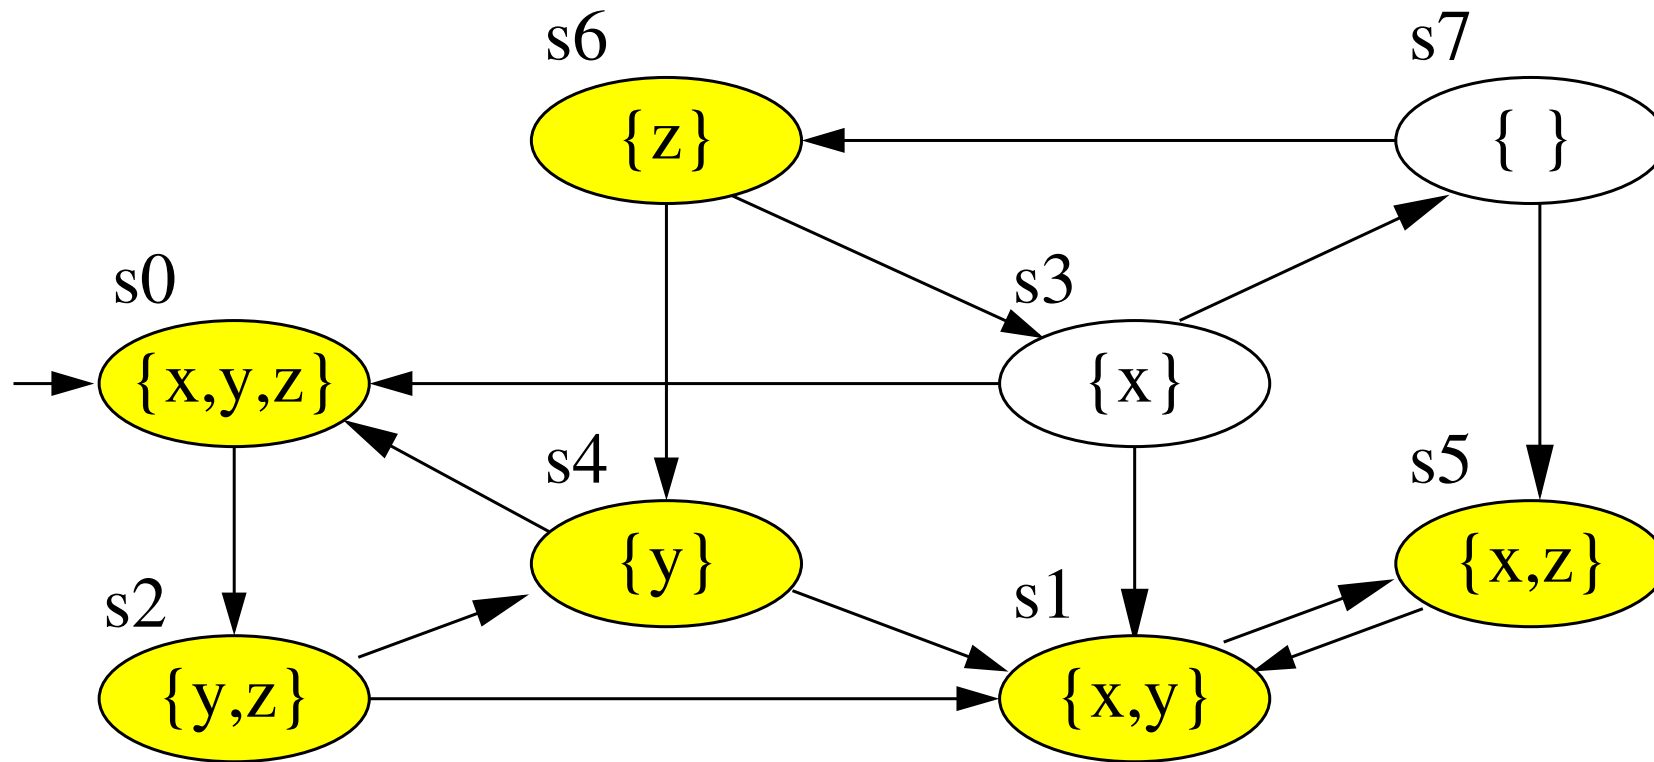 s6
s7
{z}
{ }
s0
s3
{x,y,z}
{x}
s4
s5
{y}
{x,z}
s2
s1
{y,z}
{x,y}